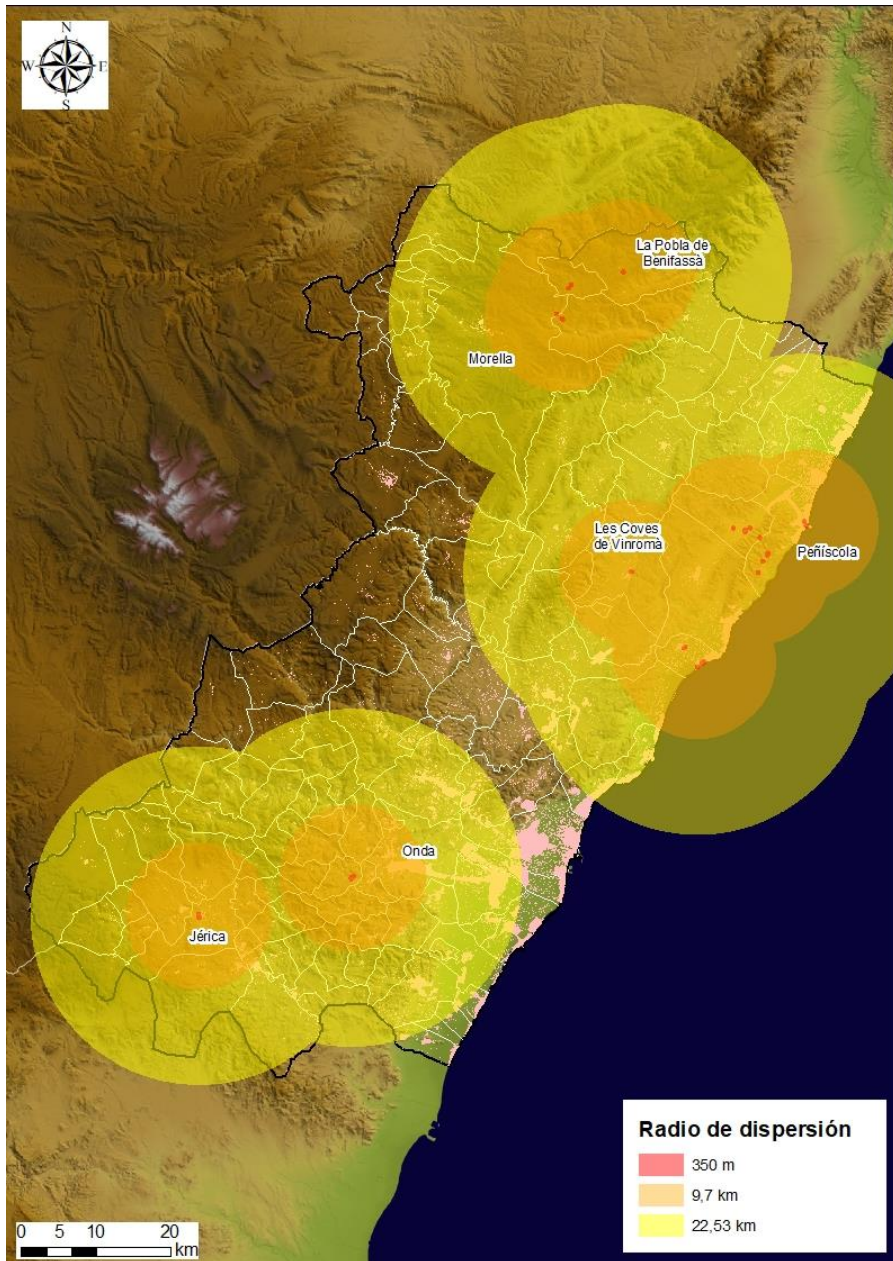 N
W E
S
La Pobla de
Benifassà
Morella
Les Coves
de Vinromà
Peñíscola
Onda
Jérica
Radio de dispersión
350 m
9,7 km
22,53 km
0 5 10 20
km